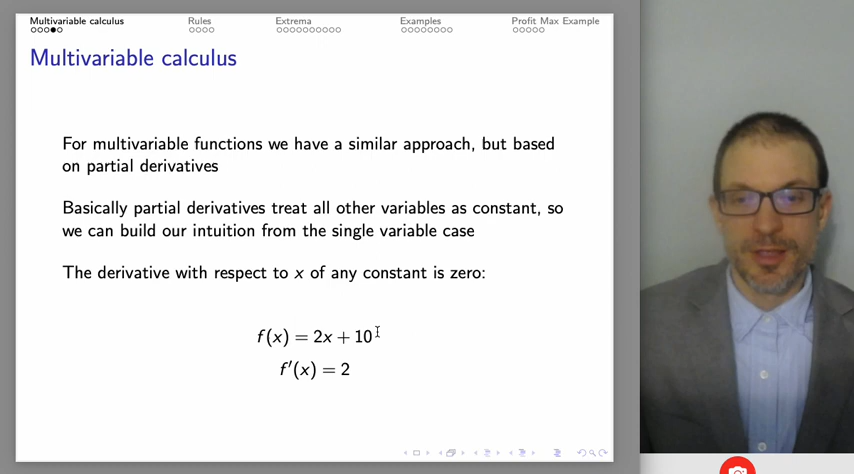 Multivariable calculus Rules Extrema Examples Profit Max Example
Multivariable calculus
For multivariable functions we have a similar approach, but based
on partial derivatives
Basically partial derivatives treat all other variables as constant, so
we can build our intuition from the single variable case
The derivative with respect to x of any constant is zero:
f(x) = 2x + 10
f′(x) = 2